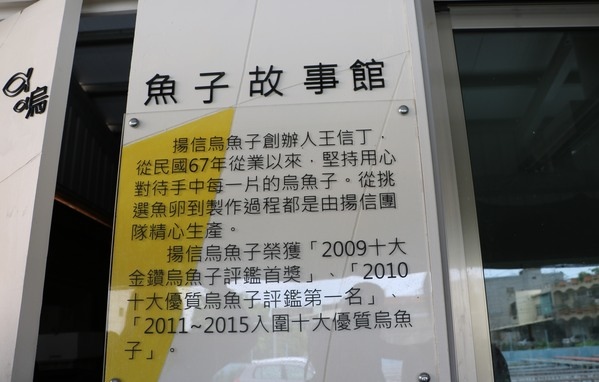 魚子故事館
揚信烏魚子創辦人王信丁，
從民國67年從業以來，堅持用心
對待手中每一片的烏魚子。從挑
選魚卵到製作過程都是由揚信團
隊精心生產。
揚信烏魚子榮獲「2009十大
金鑽烏魚子評鑑首獎」、「2010
十大優質烏魚子評鑑第一名」、
「2011~2015入圍十大優質烏魚
子」。